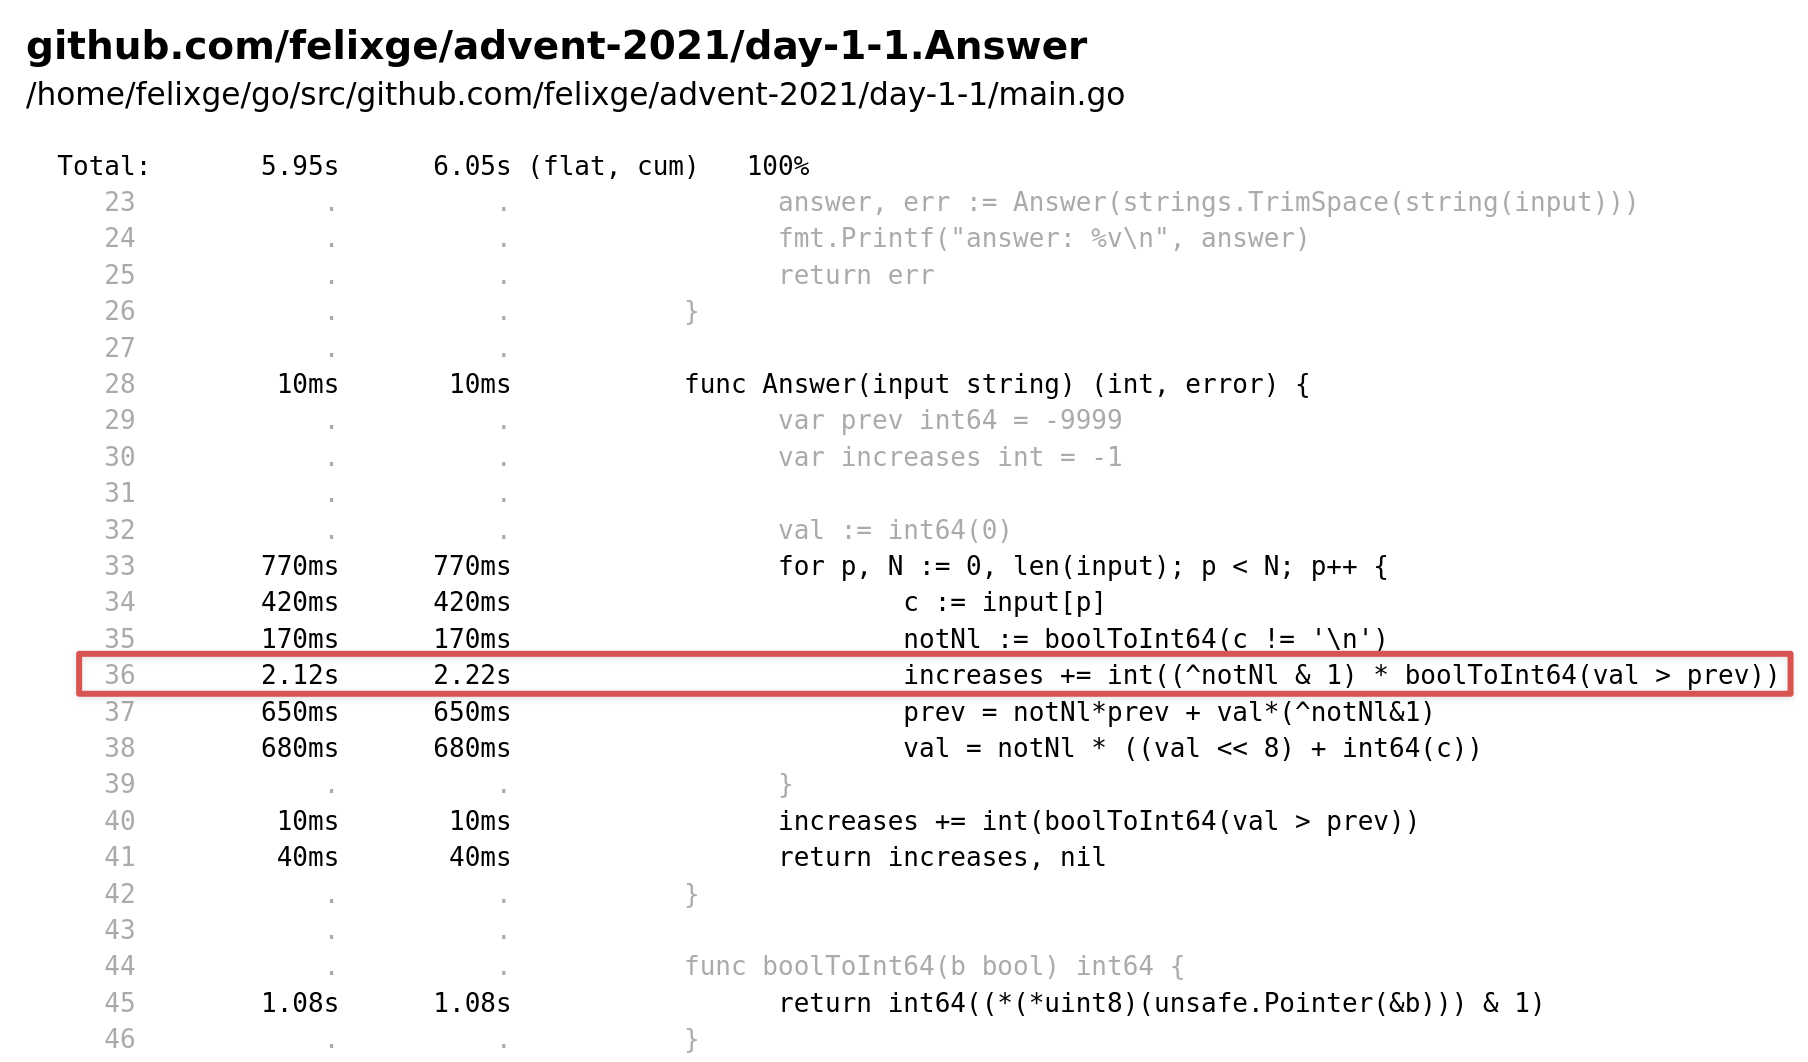 github.com/felixge/advent-2021/day-1-1.Answer
/home/felixge/go/src/github.com/felixge/advent-2021/day-1-1/main.go
Total: 5.95s 6.05s (flat, cum) 100%
23 . . answer, err := Answer(strings.TrimSpace(string(input)))
24 . . fmt.Printf("answer: %v\n", answer)
25 . . return err
26 . . }
27 . .
28 10ms 10ms func Answer(input string) (int, error) {
29 . . var prev int64 = -9999
30 . . var increases int = -1
31 . .
32 . . val := int64(0)
33 770ms 770ms for p, N := 0, len(input); p < N; p++ {
34 420ms 420ms c := input[p]
35 170ms 170ms notNl := boolToInt64(c != '\n')
36 2.12s 2.22s increases += int((^notNl & 1) * boolToInt64(val > prev))
37 650ms 650ms prev = notNl*prev + val*(^notNl&1)
38 680ms 680ms val = notNl * ((val << 8) + int64(c))
39 . . }
40 10ms 10ms increases += int(boolToInt64(val > prev))
41 40ms 40ms return increases, nil
42 . . }
43 . .
44 . . func boolToInt64(b bool) int64 {
45 1.08s 1.08s return int64((*(*uint8)(unsafe.Pointer(&b))) & 1)
46 . . }